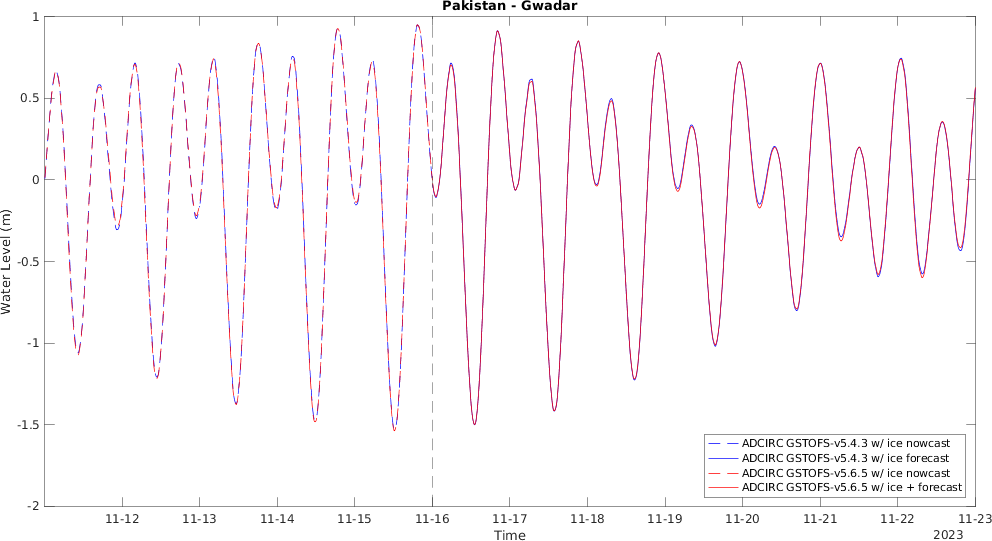 Pakistan - Gwadar
Water Level (m)
1
0.5
0
-0.5
-1
-1.5
-2
ADCIRC GSTOFS-v5.4.3 w/ ice nowcast
ADCIRC GSTOFS-v5.4.3 w/ ice forecast
ADCIRC GSTOFS-v5.6.5 w/ ice nowcast
ADCIRC GSTOFS-v5.6.5 w/ ice + forecast
11-12 11-13 11-14 11-15 11-16 11-17 11-18 11-19 11-20 11-21 11-22 11-23
Time
2023